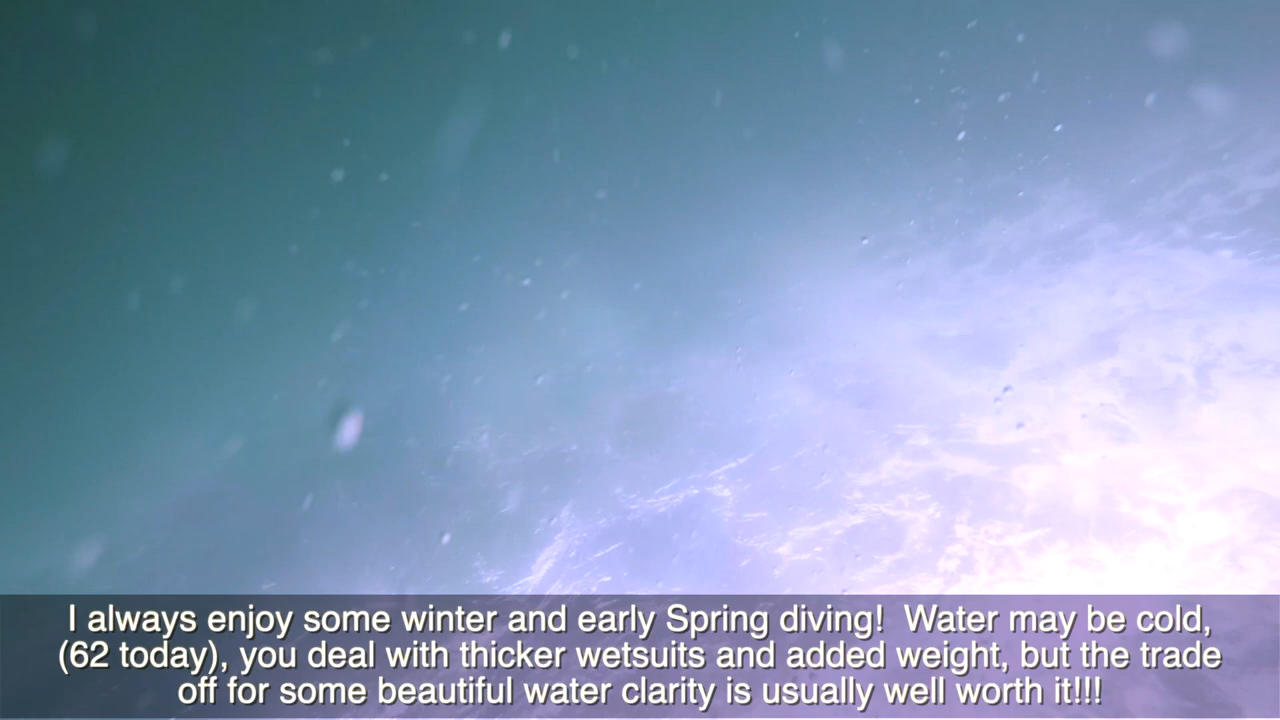 I always enjoy some winter and early Spring diving!  Water may be cold,
(62 today), you deal with thicker wetsuits and added weight, but the trade
off for some beautiful water clarity is usually well worth it!!!